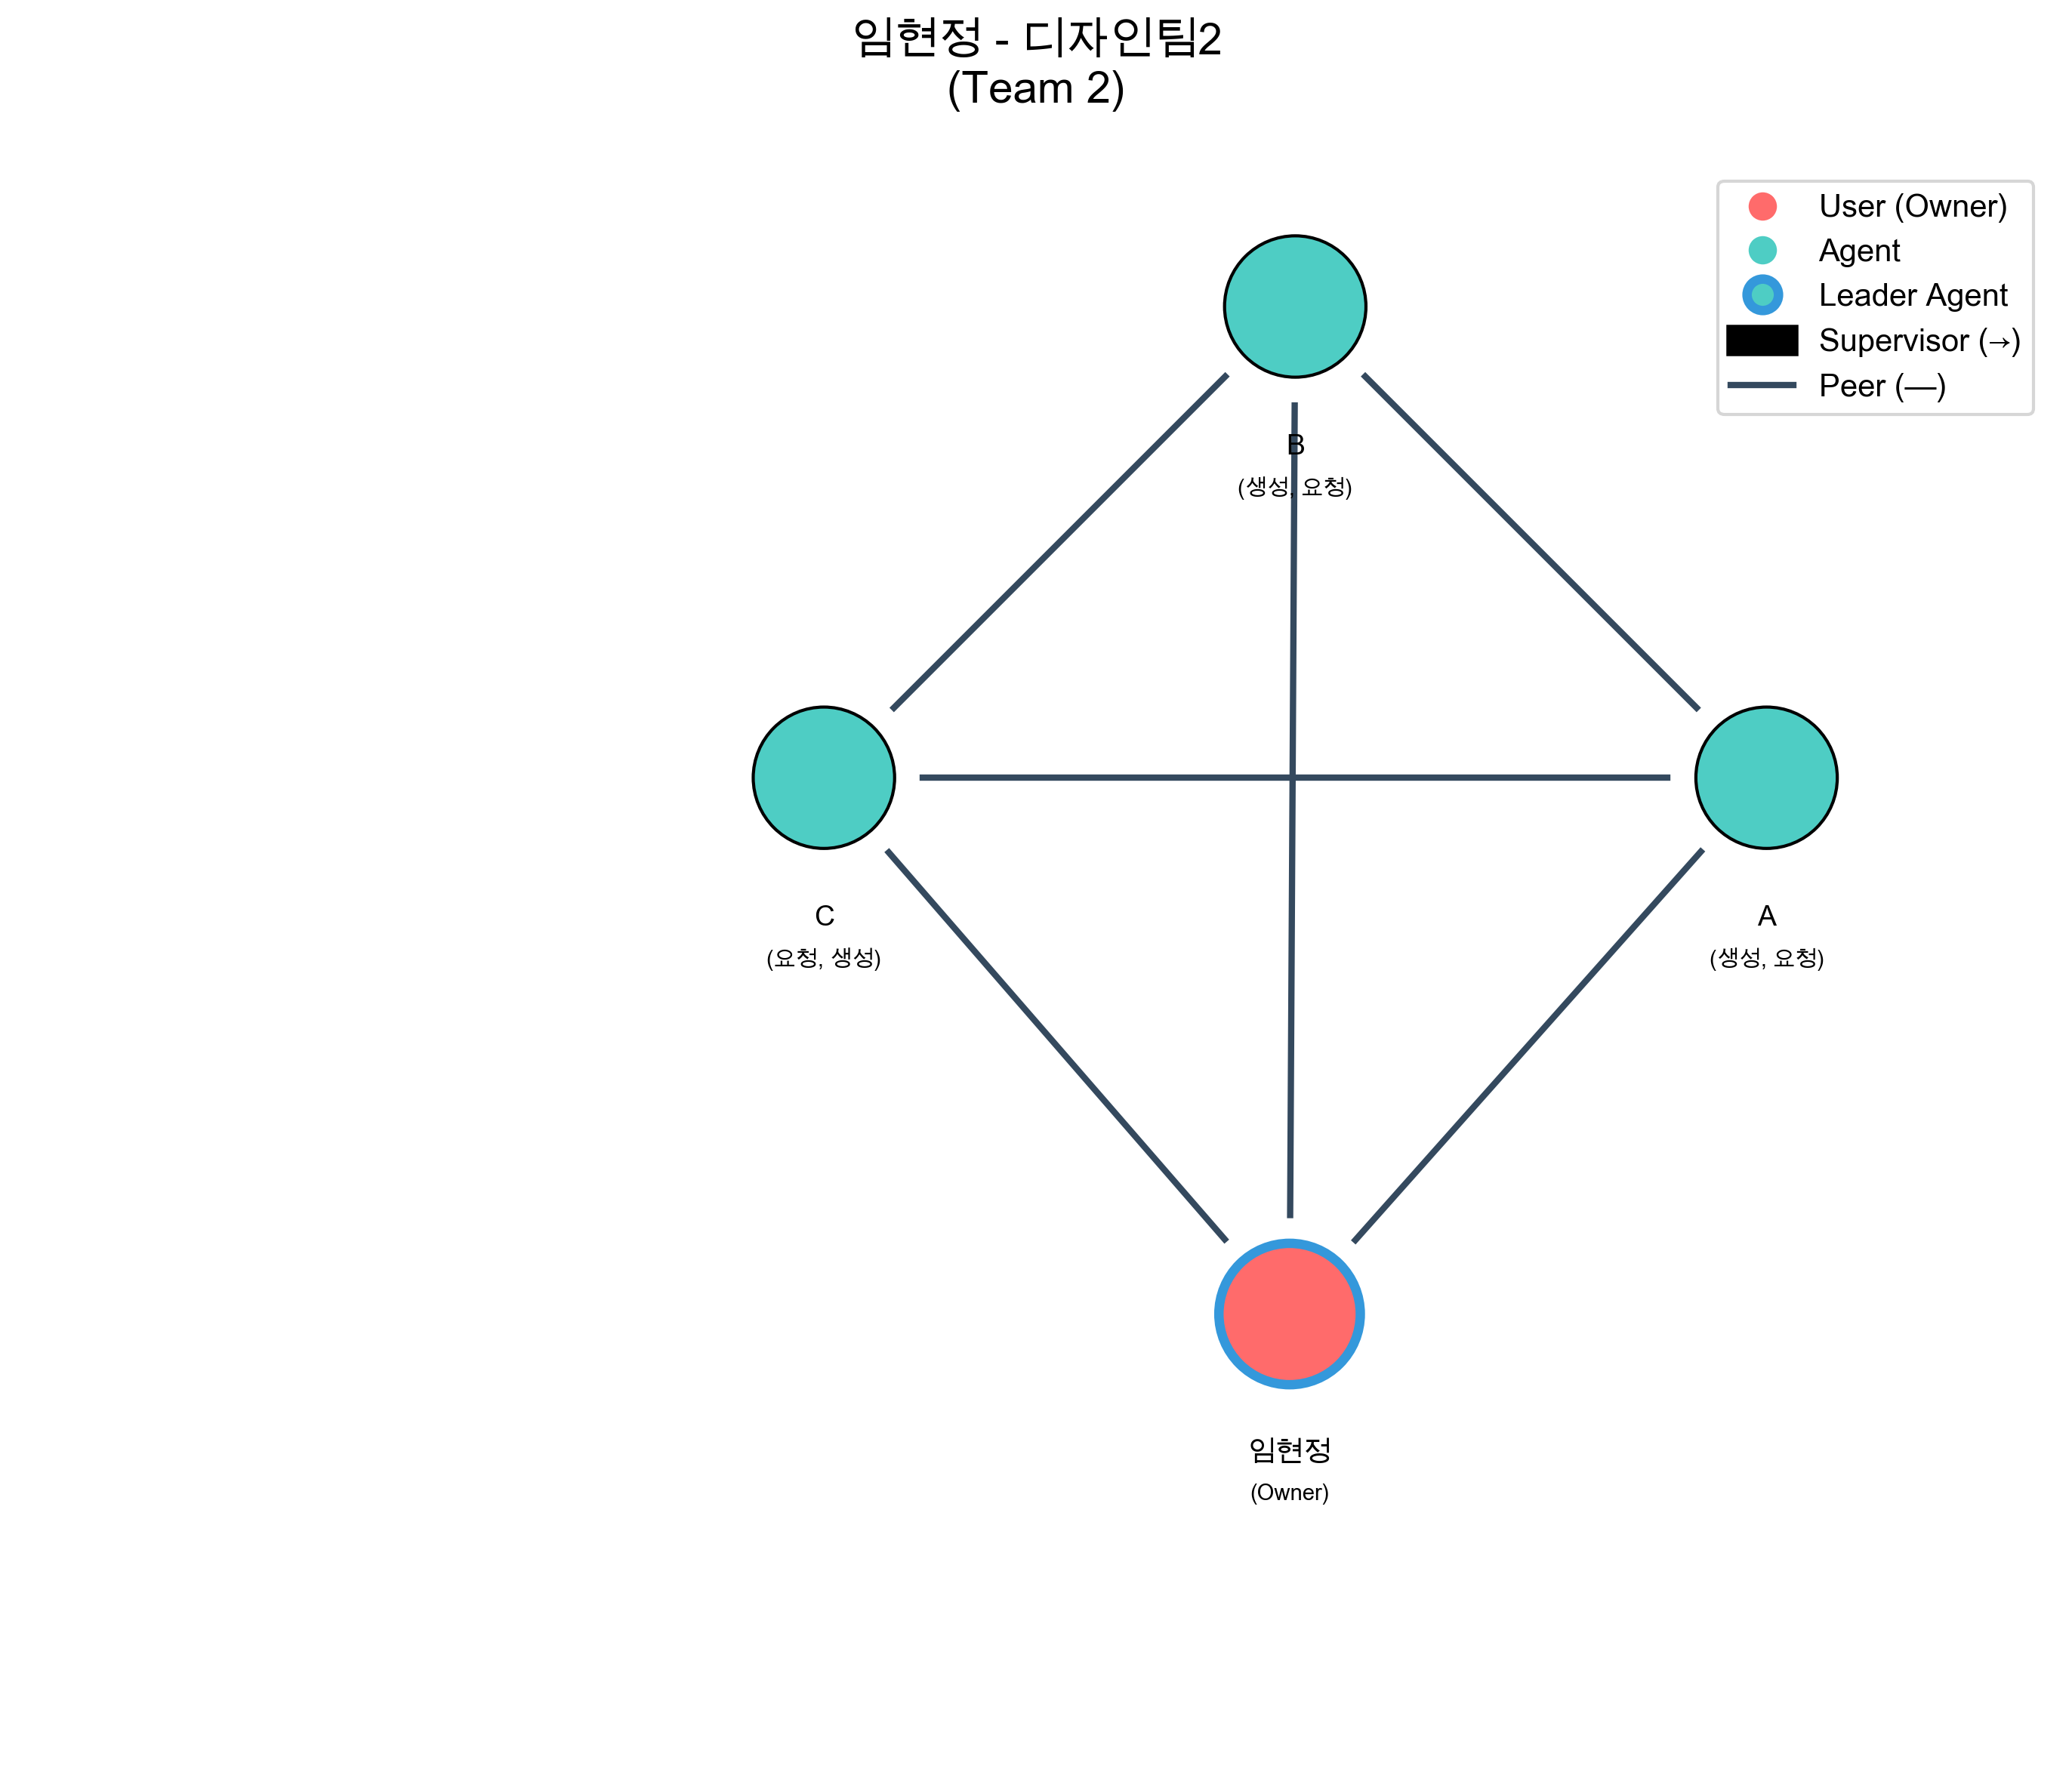 임현정 - 디자인팀2
(Team 2)
User (Owner)
Agent
Leader Agent
Supervisor (→)
Peer (—)
B
(생성, 요청)
C
(요청, 생성)
A
(생성, 요청)
임현정
(Owner)